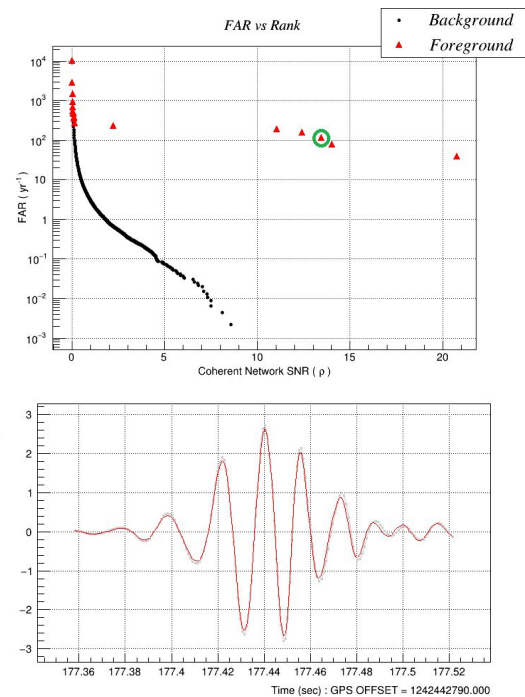 FAR vs Rank
Background
Foreground
FAR ( yr⁻¹ )
10⁴
10³
10²
10
1
10⁻¹
10⁻²
10⁻³
0 5 10 15 20
Coherent Network SNR ( ρ )
3
2
1
0
−1
−2
−3
177.36 177.38 177.4 177.42 177.44 177.46 177.48 177.5 177.52
Time (sec) : GPS OFFSET = 1242442790.000